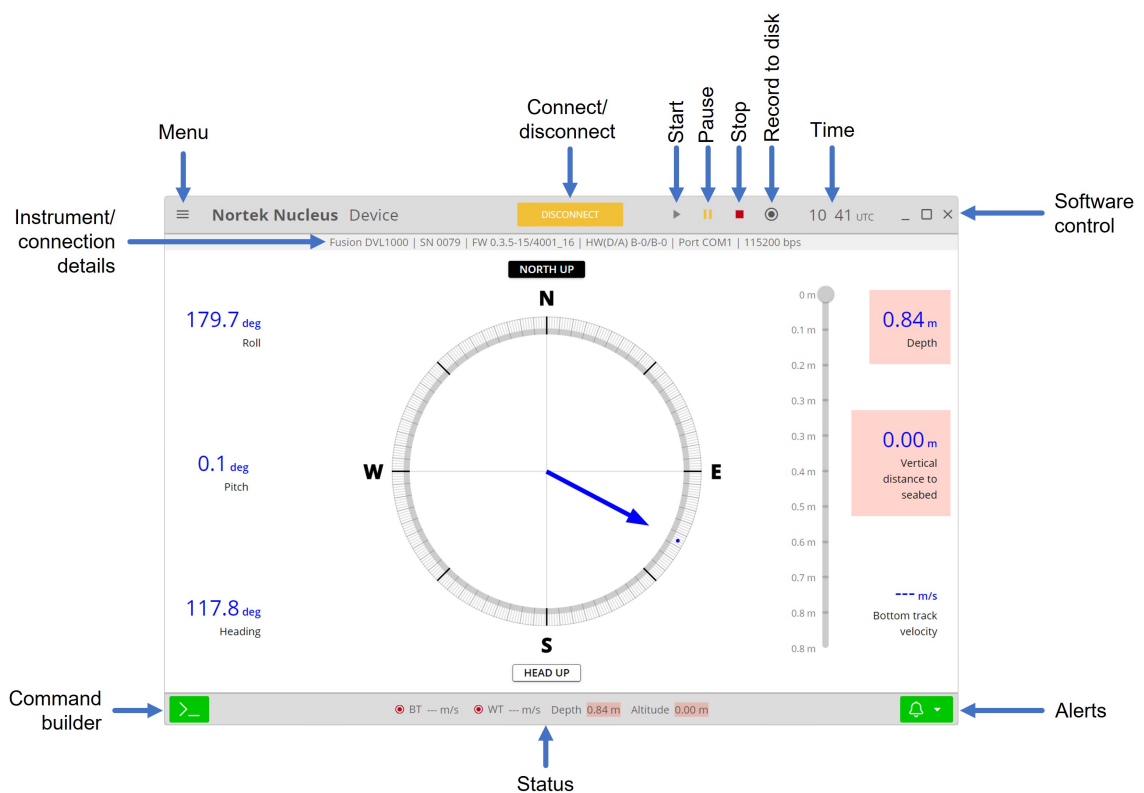 Menu
Connect/
disconnect
Start
Pause
Stop
Record to disk
Time
Instrument/
connection
details
Software
control
Nortek Nucleus Device
DISCONNECT
10 41 UTC
Fusion DVL1000 | SN 0079 | FW 0.3.5-15/4001_16 | HW(D/A) B-0/B-0 | Port COM1 | 115200 bps
NORTH UP
N
179.7 deg
Roll
0.1 deg
Pitch
117.8 deg
Heading
W
E
S
HEAD UP
0 m
0.1 m
0.2 m
0.3 m
0.3 m
0.4 m
0.5 m
0.6 m
0.7 m
0.8 m
0.8 m
0.84 m
Depth
0.00 m
Vertical
distance to
seabed
--- m/s
Bottom track
velocity
Command
builder
>_
BT --- m/s WT --- m/s Depth 0.84 m Altitude 0.00 m
Alerts
Status